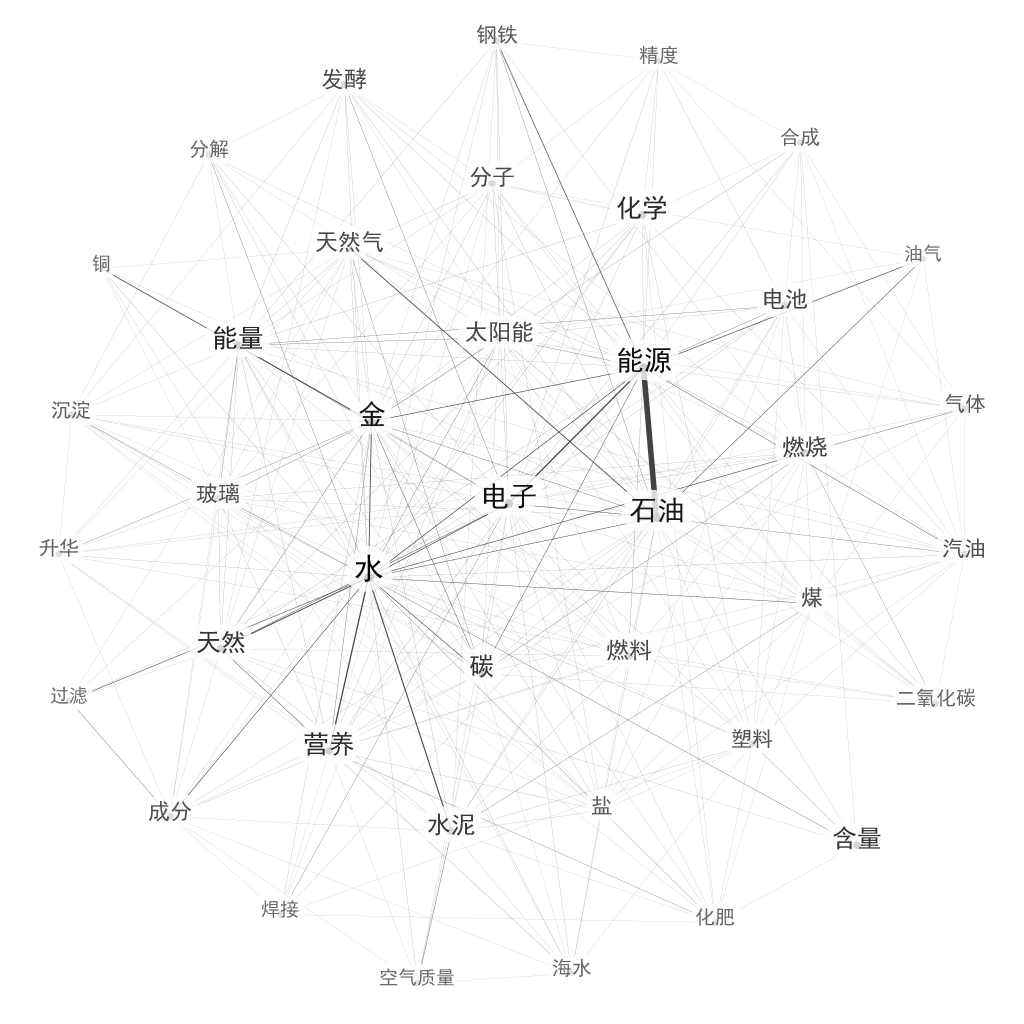 钢铁
精度
发酵
合成
分解
分子
化学
天然气
油气
铜
电池
能量
太阳能
能源
气体
沉淀
金
燃烧
玻璃
电子
石油
升华
汽油
水
煤
天然
燃料
碳
过滤
二氧化碳
塑料
营养
盐
成分
水泥
含量
焊接
化肥
海水
空气质量